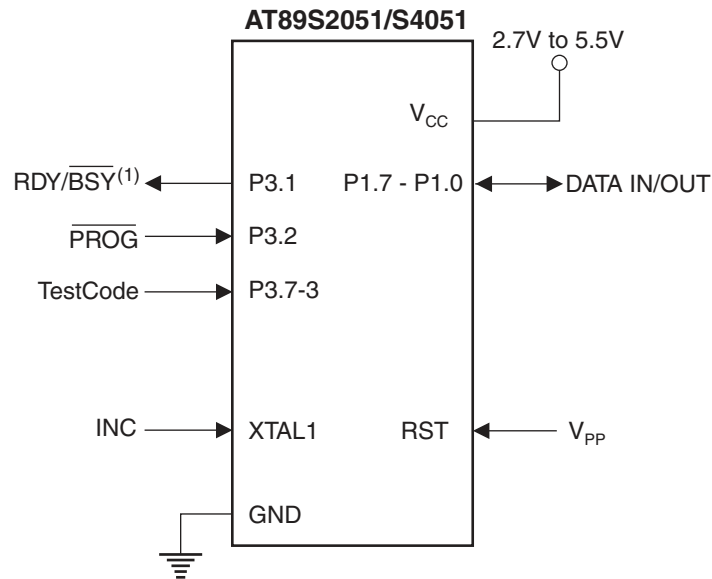 AT89S2051/S4051
2.7V to 5.5V
VCC
RDY/BSY(1)
P3.1
P1.7 - P1.0
DATA IN/OUT
PROG
P3.2
TestCode
P3.7-3
INC
XTAL1
RST
VPP
GND